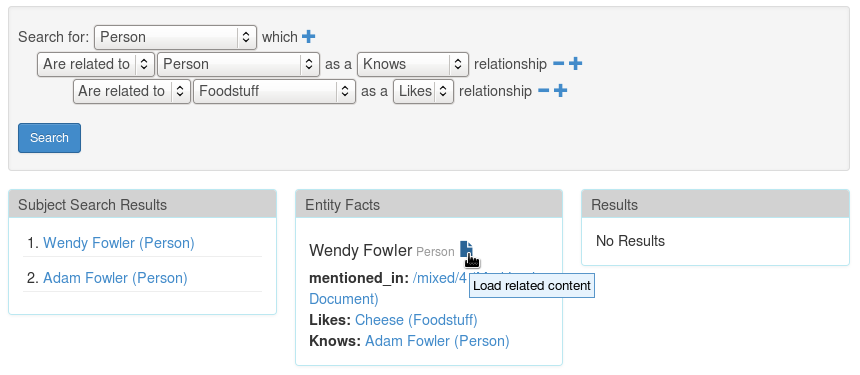 Search for: Person which
Are related to Person as a Knows relationship
Are related to Foodstuff as a Likes relationship
Search
Subject Search Results
1. Wendy Fowler (Person)
2. Adam Fowler (Person)
Entity Facts
Wendy Fowler Person
mentioned_in: /mixed/4
Document)
Load related content
Likes: Cheese (Foodstuff)
Knows: Adam Fowler (Person)
Results
No Results